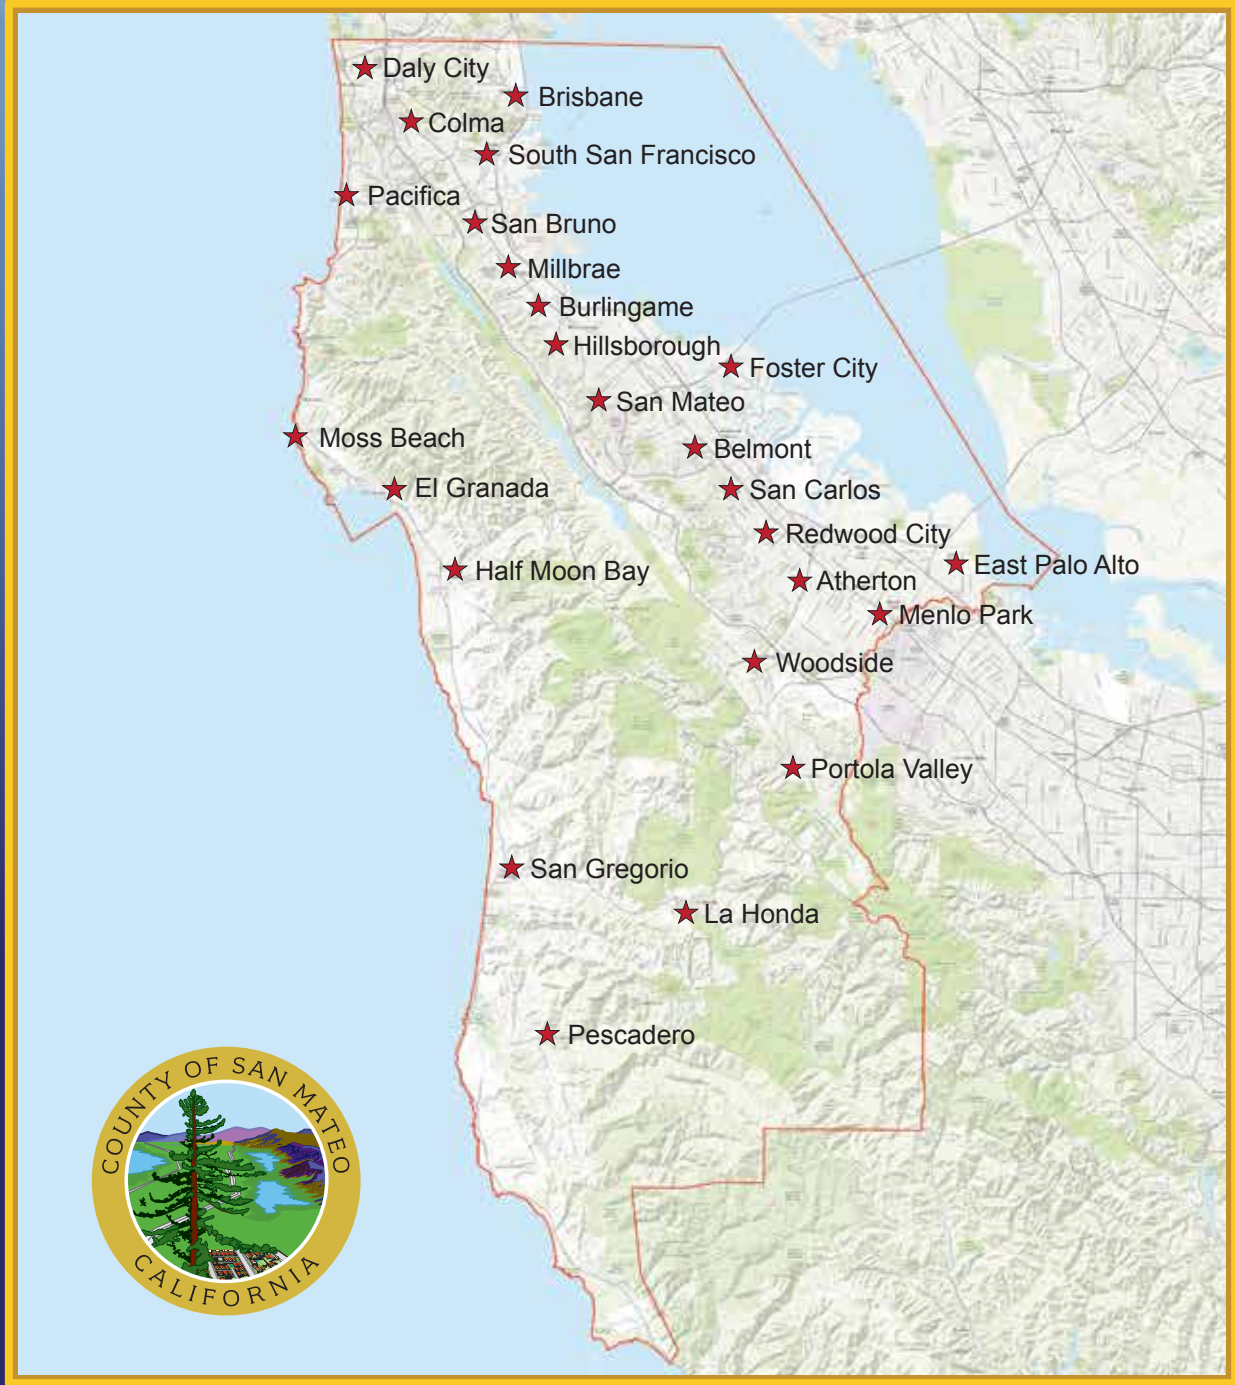 Daly City
Brisbane
Colma
South San Francisco
Pacifica
San Bruno
Millbrae
Burlingame
Hillsborough
Foster City
San Mateo
Moss Beach
Belmont
El Granada
San Carlos
Redwood City
East Palo Alto
Half Moon Bay
Atherton
Menlo Park
Woodside
Portola Valley
San Gregorio
La Honda
Pescadero
COUNTY OF SAN MATEO
CALIFORNIA